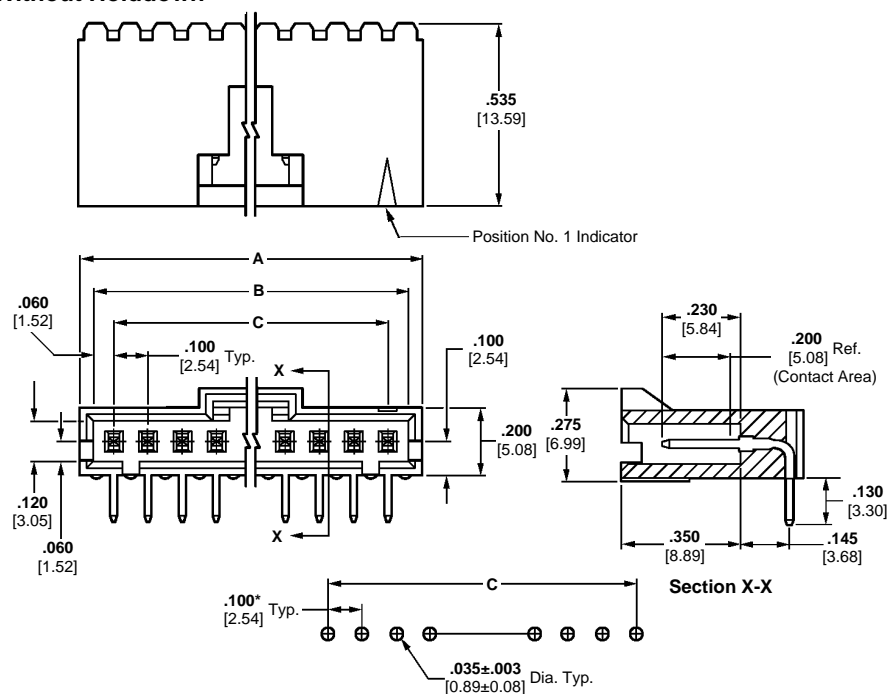 Without Holddown
.535
[13.59]
Position No. 1 Indicator
A
B
C
.060
[1.52]
.100
[2.54] Typ.
X
.100
[2.54]
.200
[5.08]
.120
[3.05]
.060
[1.52]
X
.230
[5.84]
.200
[5.08] Ref.
(Contact Area)
.275
[6.99]
.130
[3.30]
.350
[8.89]
.145
[3.68]
Section X-X
C
.100*
[2.54] Typ.
.035±.003
[0.89±0.08] Dia. Typ.